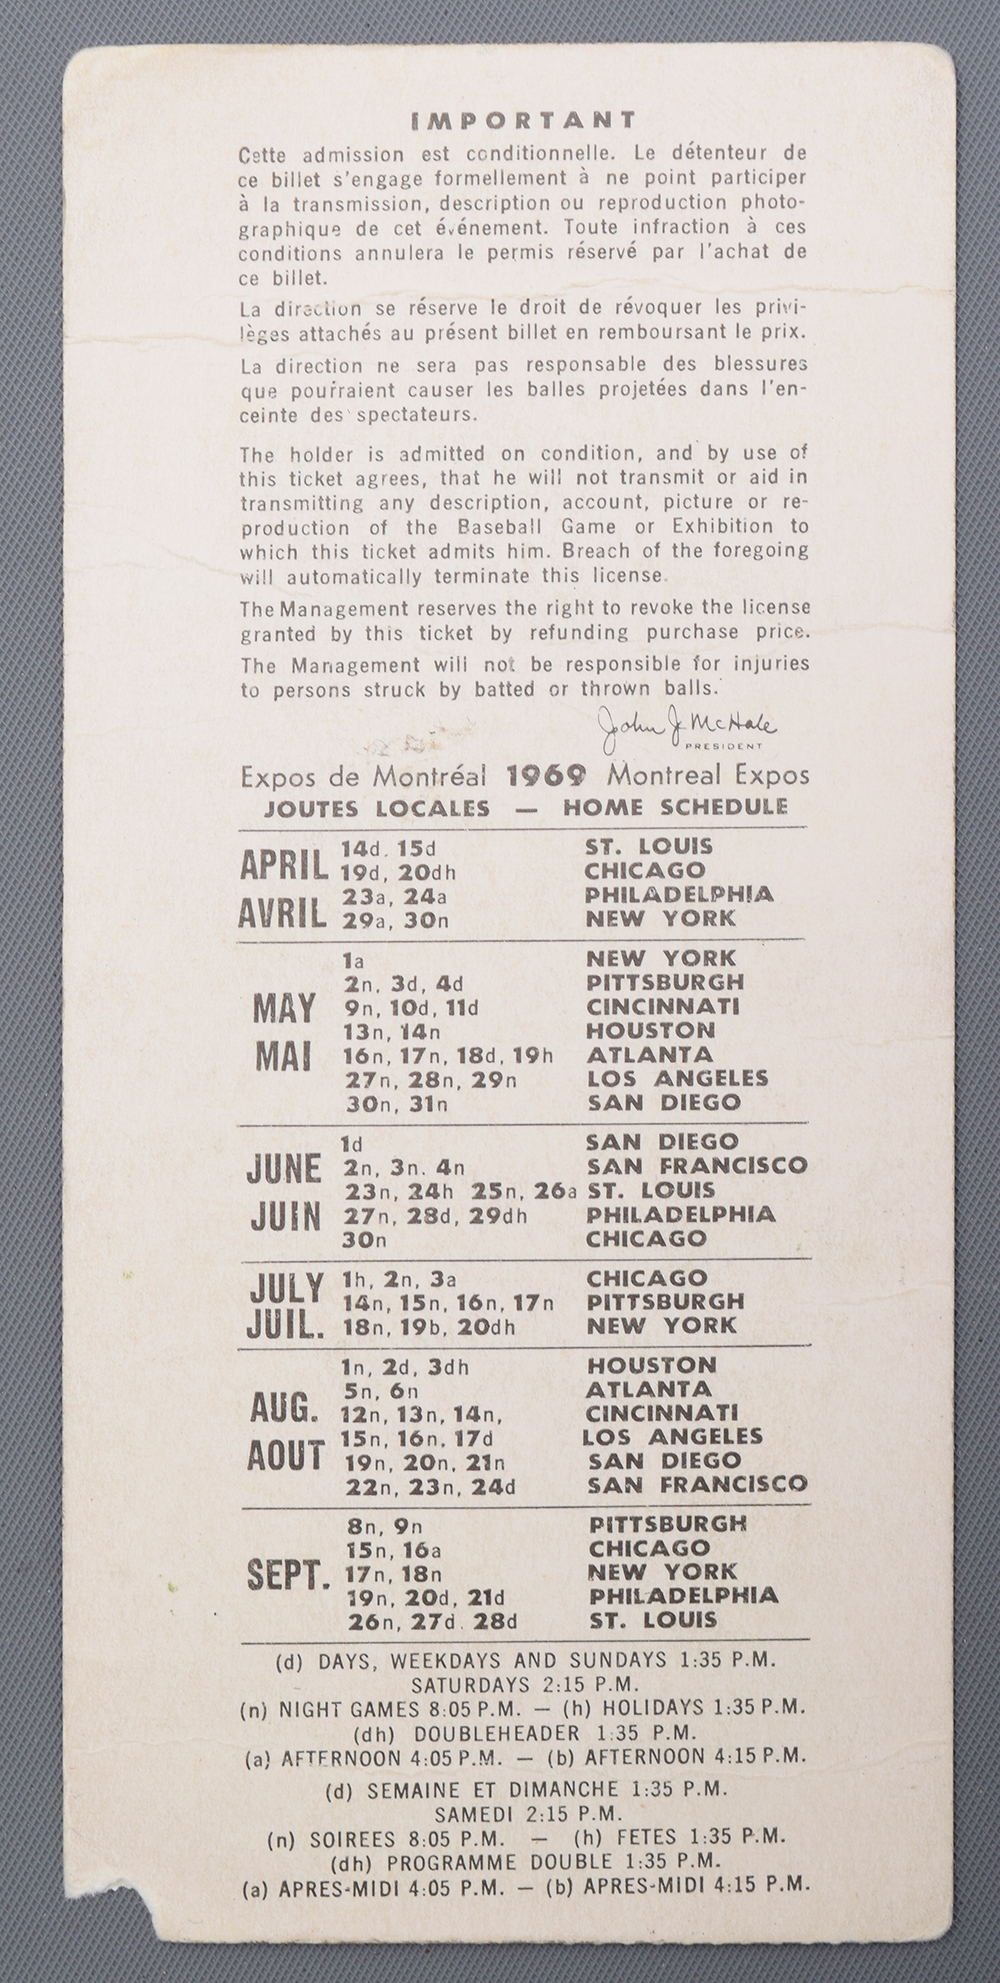 IMPORTANT
Cette admission est conditionnelle. Le détenteur de
ce billet s'engage formellement à ne point participer
à la transmission, description ou reproduction photo-
graphique de cet événement. Toute infraction à ces
conditions annulera le permis réservé par l'achat de
ce billet.
La direction se réserve le droit de révoquer les privi-
lèges attachés au présent billet en remboursant le prix.
La direction ne sera pas responsable des blessures
que pourraient causer les balles projetées dans l'en-
ceinte des spectateurs.
The holder is admitted on condition, and by use of
this ticket agrees, that he will not transmit or aid in
transmitting any description, account, picture or re-
production of the Baseball Game or Exhibition to
which this ticket admits him. Breach of the foregoing
will automatically terminate this license.
The Management reserves the right to revoke the license
granted by this ticket by refunding purchase price.
The Management will not be responsible for injuries
to persons struck by batted or thrown balls.
John J McHale
PRESIDENT
Expos de Montréal 1969 Montreal Expos
JOUTES LOCALES — HOME SCHEDULE
APRIL
AVRIL
14d, 15d ST. LOUIS
19d, 20dh CHICAGO
23a, 24a PHILADELPHIA
29a, 30n NEW YORK
MAY
MAI
1a NEW YORK
2n, 3d, 4d PITTSBURGH
9n, 10d, 11d CINCINNATI
13n, 14n HOUSTON
16n, 17n, 18d, 19h ATLANTA
27n, 28n, 29n LOS ANGELES
30n, 31n SAN DIEGO
JUNE
JUIN
1d SAN DIEGO
2n, 3n. 4n SAN FRANCISCO
23n, 24h 25n, 26a ST. LOUIS
27n, 28d, 29dh PHILADELPHIA
30n CHICAGO
JULY
JUIL.
1h, 2n, 3a CHICAGO
14n, 15n, 16n, 17n PITTSBURGH
18n, 19b, 20dh NEW YORK
AUG.
AOUT
1n, 2d, 3dh HOUSTON
5n, 6n ATLANTA
12n, 13n, 14n, CINCINNATI
15n, 16n, 17d LOS ANGELES
19n, 20n, 21n SAN DIEGO
22n, 23n, 24d SAN FRANCISCO
SEPT.
8n, 9n PITTSBURGH
15n, 16a CHICAGO
17n, 18n NEW YORK
19n, 20d, 21d PHILADELPHIA
26n, 27d. 28d ST. LOUIS
(d) DAYS, WEEKDAYS AND SUNDAYS 1:35 P.M.
SATURDAYS 2:15 P.M.
(n) NIGHT GAMES 8:05 P.M. — (h) HOLIDAYS 1:35 P.M.
(dh) DOUBLEHEADER 1:35 P.M.
(a) AFTERNOON 4:05 P.M. — (b) AFTERNOON 4:15 P.M.
(d) SEMAINE ET DIMANCHE 1:35 P.M.
SAMEDI 2:15 P.M.
(n) SOIREES 8:05 P.M. — (h) FETES 1:35 P.M.
(dh) PROGRAMME DOUBLE 1:35 P.M.
(a) APRES-MIDI 4:05 P.M. — (b) APRES-MIDI 4:15 P.M.